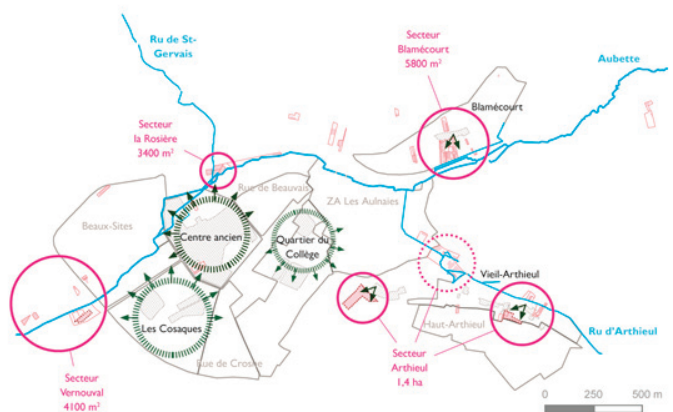 Ru de St-
Gervais
Secteur
Blamécourt
5800 m²
Aubette
Blamécourt
Secteur
la Rosière
3400 m²
Rue de Beauvais
ZA Les Aulnaies
Beaux-Sites
Centre ancien
Quartier du
Collège
Vieil-Arthieul
Les Cosaques
Haut-Arthieul
Ru d'Arthieul
Rue de Crosne
Secteur
Arthieul
1,4 ha
Secteur
Vernouval
4100 m²
0 250 500 m